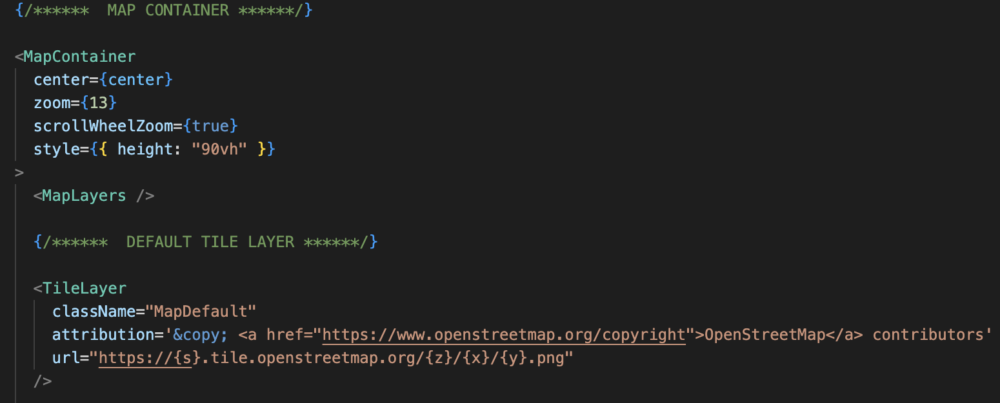 {/****** MAP CONTAINER ******/}
<MapContainer
center={center}
zoom={13}
scrollWheelZoom={true}
style={{ height: "90vh" }}
>
<MapLayers />
{/****** DEFAULT TILE LAYER ******/}
<TileLayer
className="MapDefault"
attribution='&copy; <a href="https://www.openstreetmap.org/copyright">OpenStreetMap</a> contributors'
url="https://{s}.tile.openstreetmap.org/{z}/{x}/{y}.png"
/>